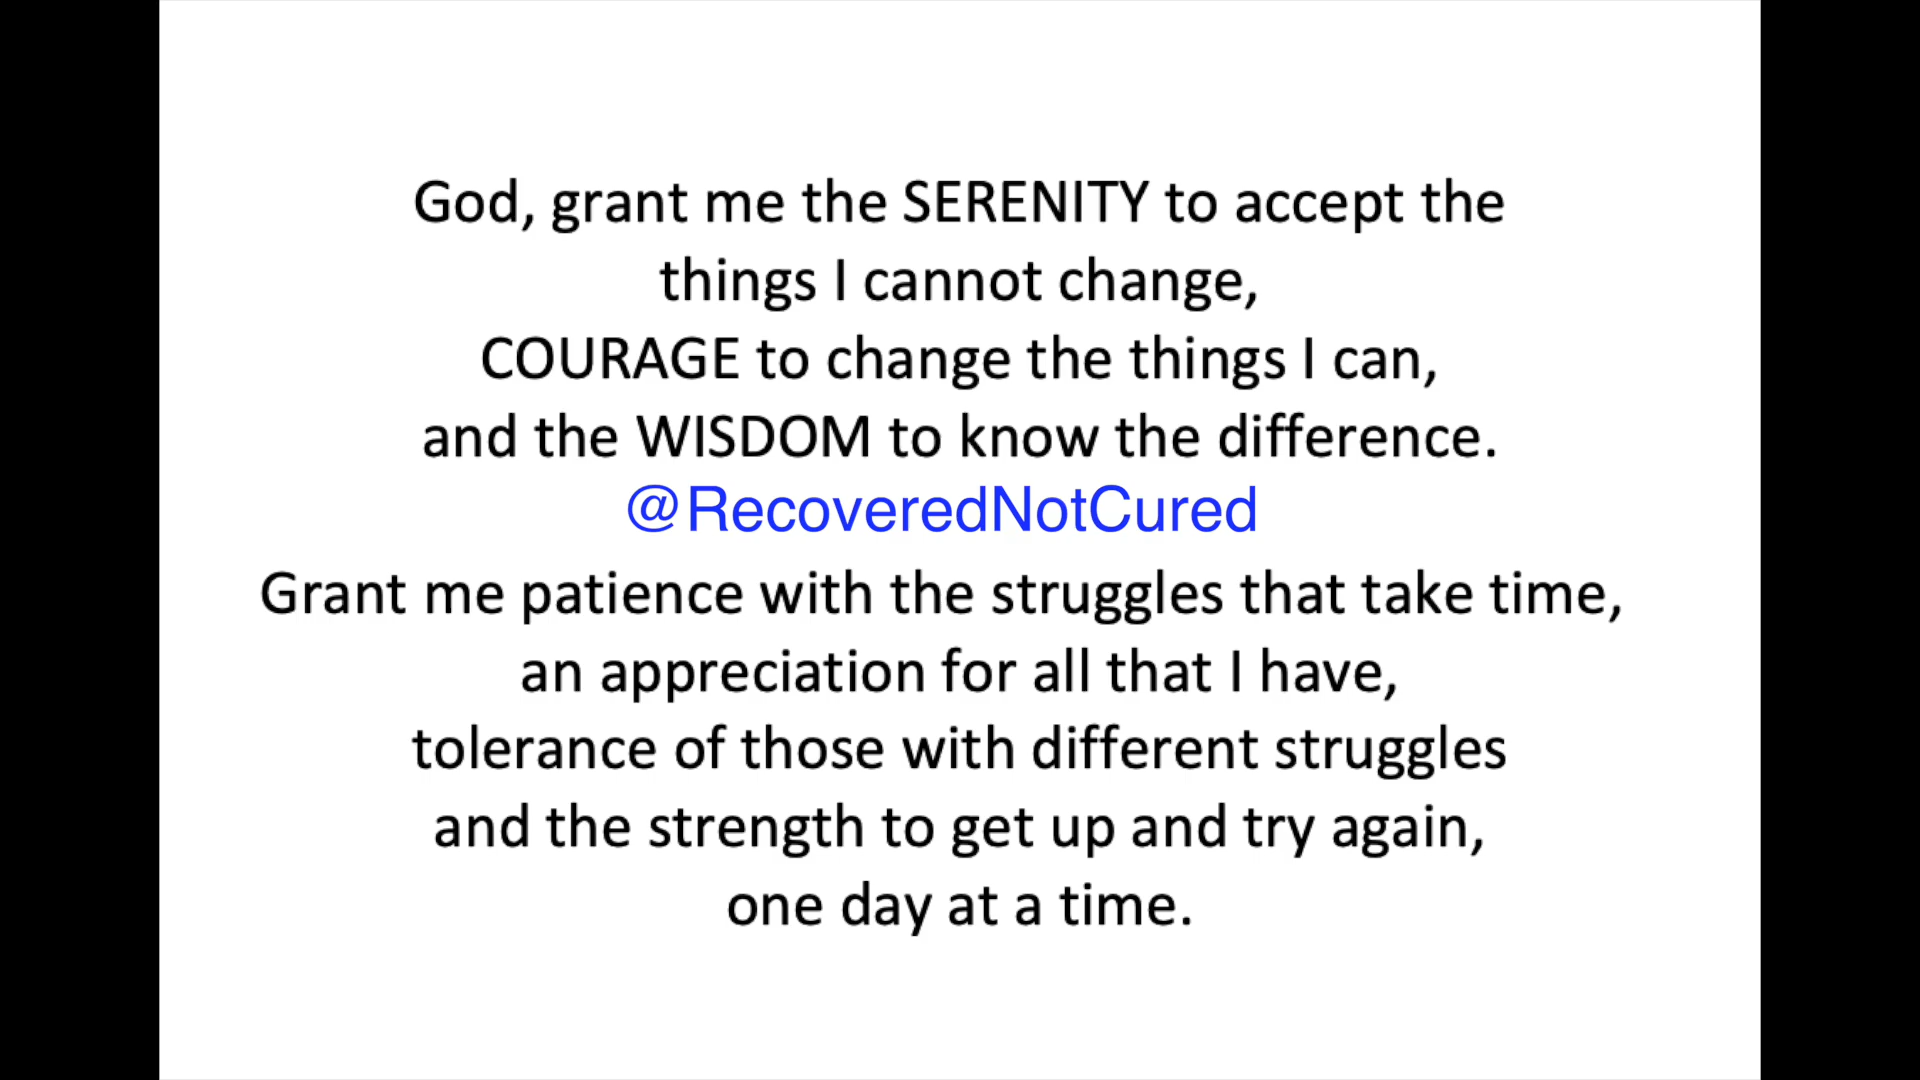 God, grant me the SERENITY to accept the
things I cannot change,
COURAGE to change the things I can,
and the WISDOM to know the difference.
@RecoveredNotCured
Grant me patience with the struggles that take time,
an appreciation for all that I have,
tolerance of those with different struggles
and the strength to get up and try again,
one day at a time.